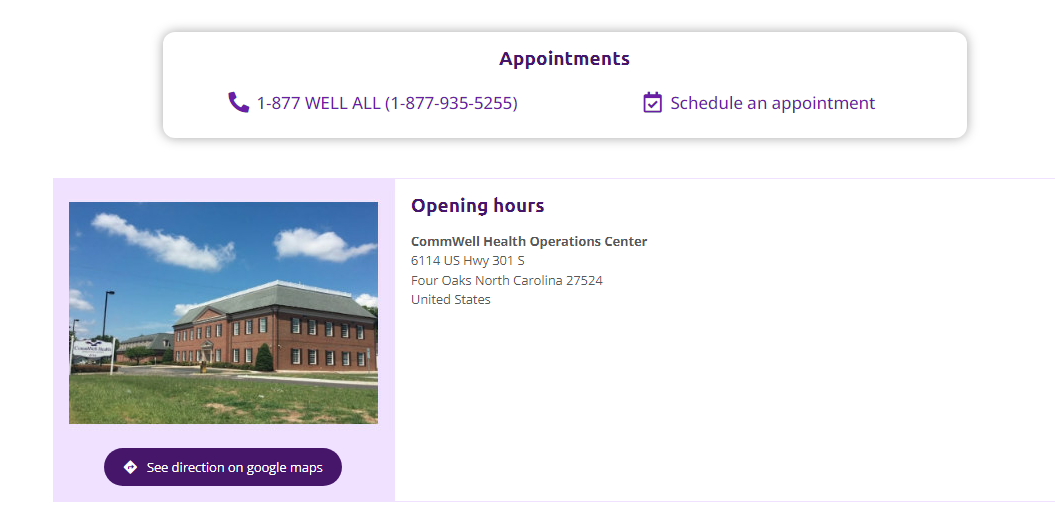 Appointments
1-877 WELL ALL (1-877-935-5255)
Schedule an appointment
Opening hours
CommWell Health Operations Center
6114 US Hwy 301 S
Four Oaks North Carolina 27524
United States
CommWell Health
See direction on google maps